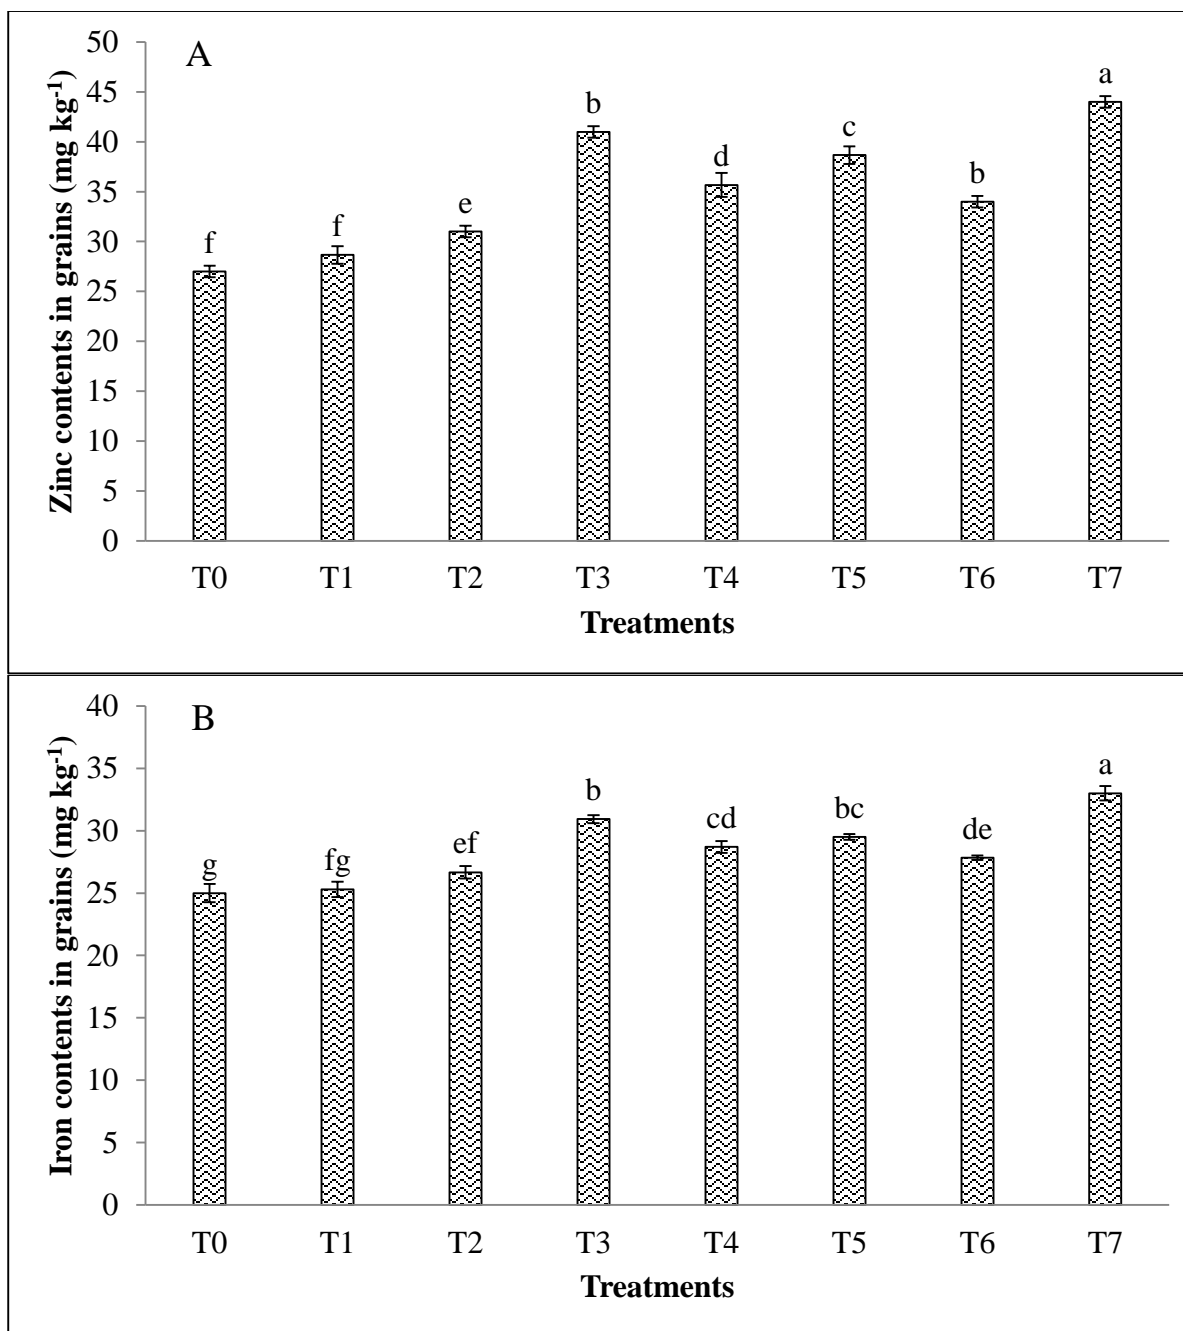 A
Zinc contents in grains (mg kg-1)
50
45
40
35
30
25
20
15
10
5
0
f f e b d c b a
T0 T1 T2 T3 T4 T5 T6 T7
Treatments
B
Iron contents in grains (mg kg-1)
40
35
30
25
20
15
10
5
0
g fg ef b cd bc de a
T0 T1 T2 T3 T4 T5 T6 T7
Treatments